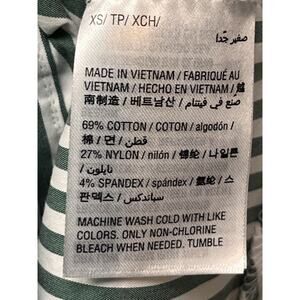 XS/ TP/ XCH/
صغير جدا
MADE IN VIETNAM / FABRIQUÉ AU
VIETNAM / HECHO EN VIETNAM / 越
南制造 / 베트남산 / صنع في فيتنام
69% COTTON / COTON / algodón /
棉 / 면 / قطن
27% NYLON / nilón / 锦纶 / 나일론
/ نايلون
4% SPANDEX / spándex / 氨纶 / 스
판덱스 / سباندكس
MACHINE WASH COLD WITH LIKE
COLORS. ONLY NON-CHLORINE
BLEACH WHEN NEEDED. TUMBLE